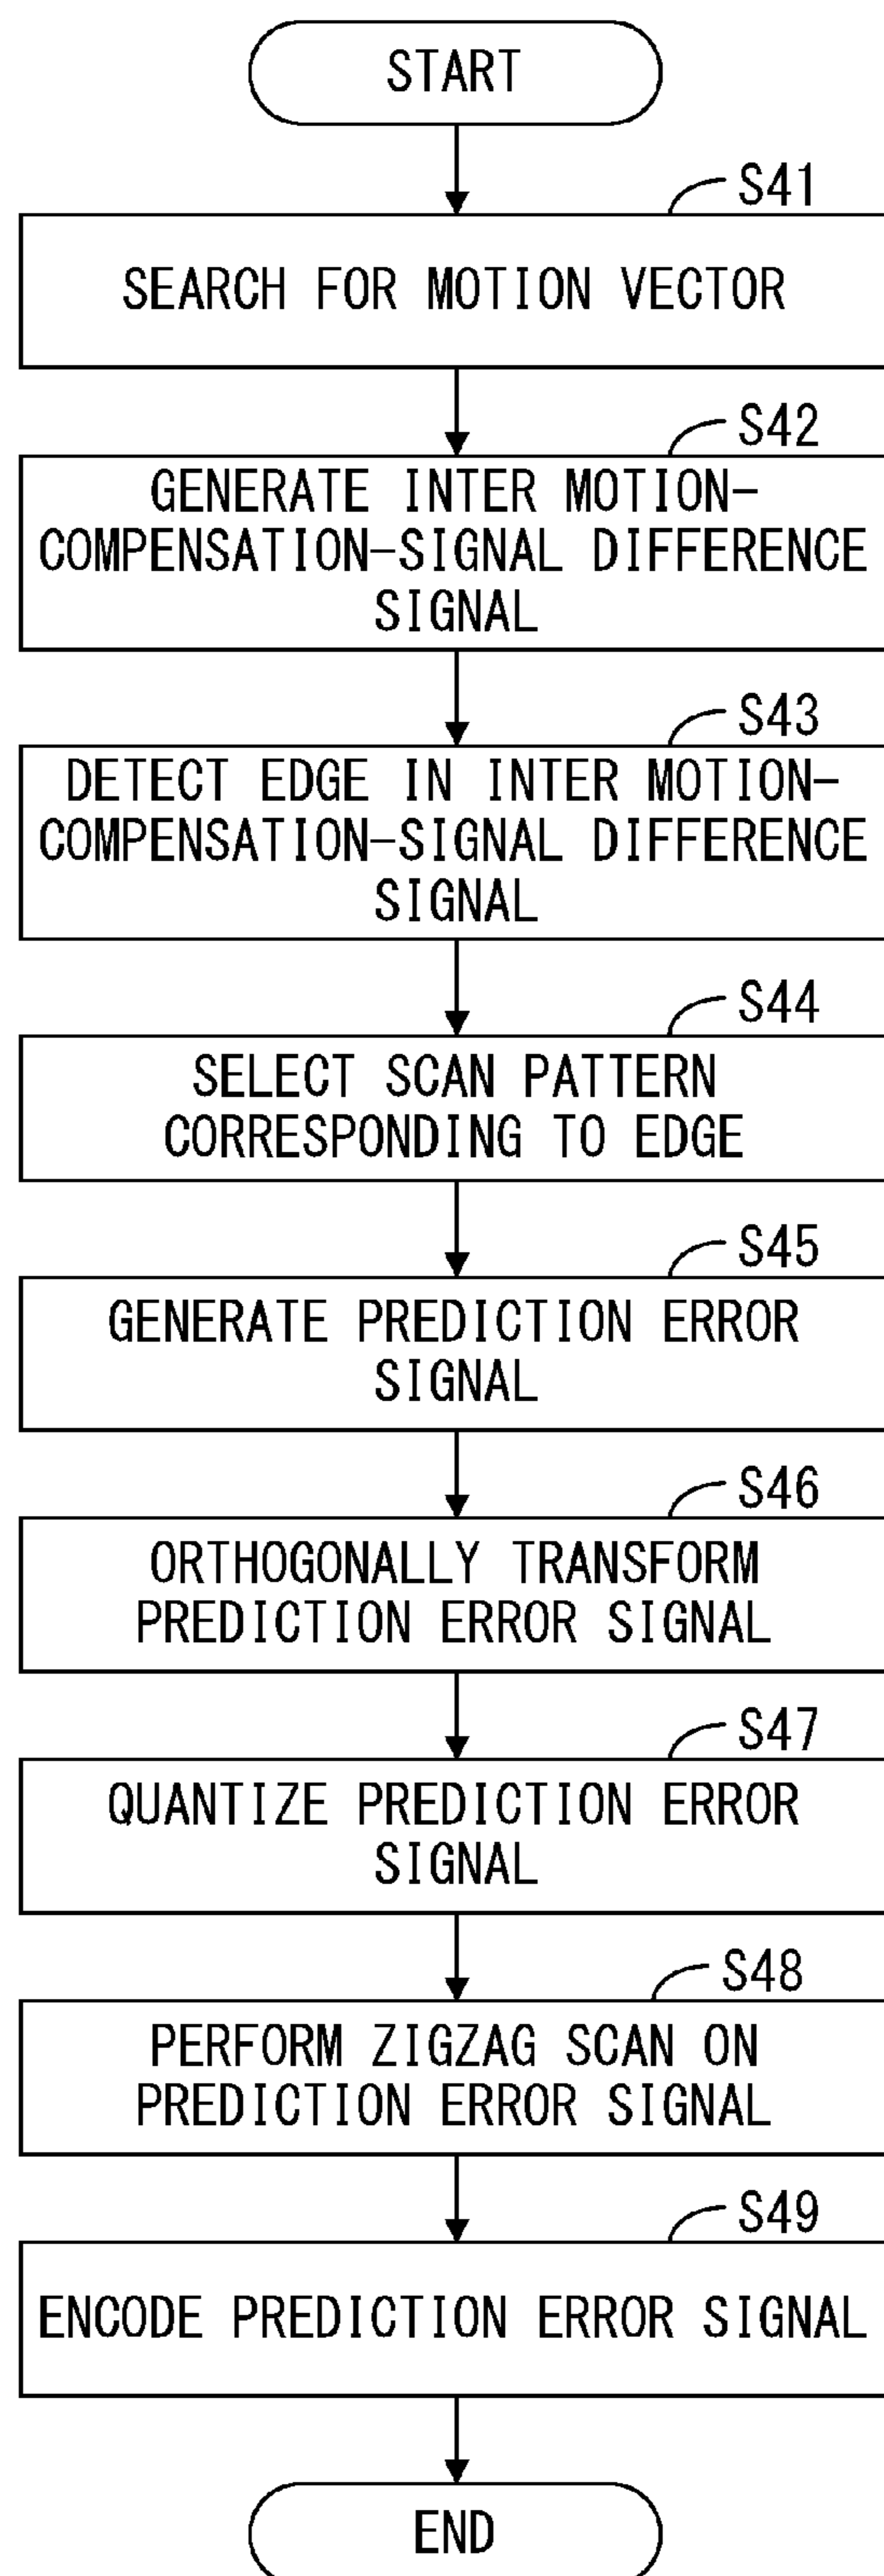 START
S41
SEARCH FOR MOTION VECTOR
S42
GENERATE INTER MOTION-
COMPENSATION-SIGNAL DIFFERENCE
SIGNAL
S43
DETECT EDGE IN INTER MOTION-
COMPENSATION-SIGNAL DIFFERENCE
SIGNAL
S44
SELECT SCAN PATTERN
CORRESPONDING TO EDGE
S45
GENERATE PREDICTION ERROR
SIGNAL
S46
ORTHOGONALLY TRANSFORM
PREDICTION ERROR SIGNAL
S47
QUANTIZE PREDICTION ERROR
SIGNAL
S48
PERFORM ZIGZAG SCAN ON
PREDICTION ERROR SIGNAL
S49
ENCODE PREDICTION ERROR SIGNAL
END